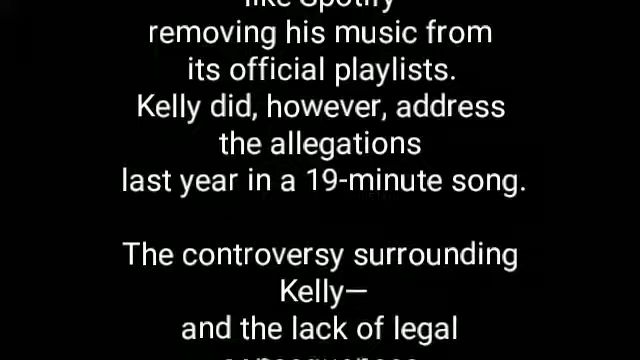 like Spotify
removing his music from
its official playlists.
Kelly did, however, address
the allegations
last year in a 19-minute song.
The controversy surrounding
Kelly—
and the lack of legal